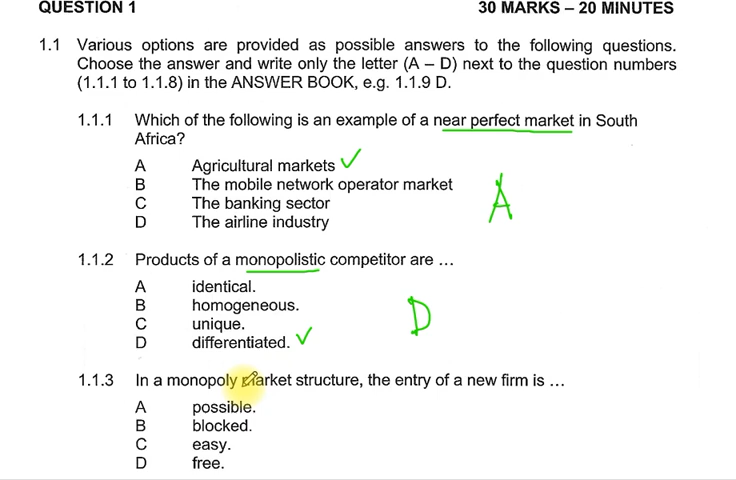 QUESTION 1 30 MARKS – 20 MINUTES
1.1 Various options are provided as possible answers to the following questions.
Choose the answer and write only the letter (A – D) next to the question numbers
(1.1.1 to 1.1.8) in the ANSWER BOOK, e.g. 1.1.9 D.
1.1.1 Which of the following is an example of a near perfect market in South
Africa?
A Agricultural markets ✓
B The mobile network operator market
C The banking sector
D The airline industry
A
1.1.2 Products of a monopolistic competitor are …
A identical.
B homogeneous.
C unique.
D differentiated. ✓
D
1.1.3 In a monopoly market structure, the entry of a new firm is …
A possible.
B blocked.
C easy.
D free.